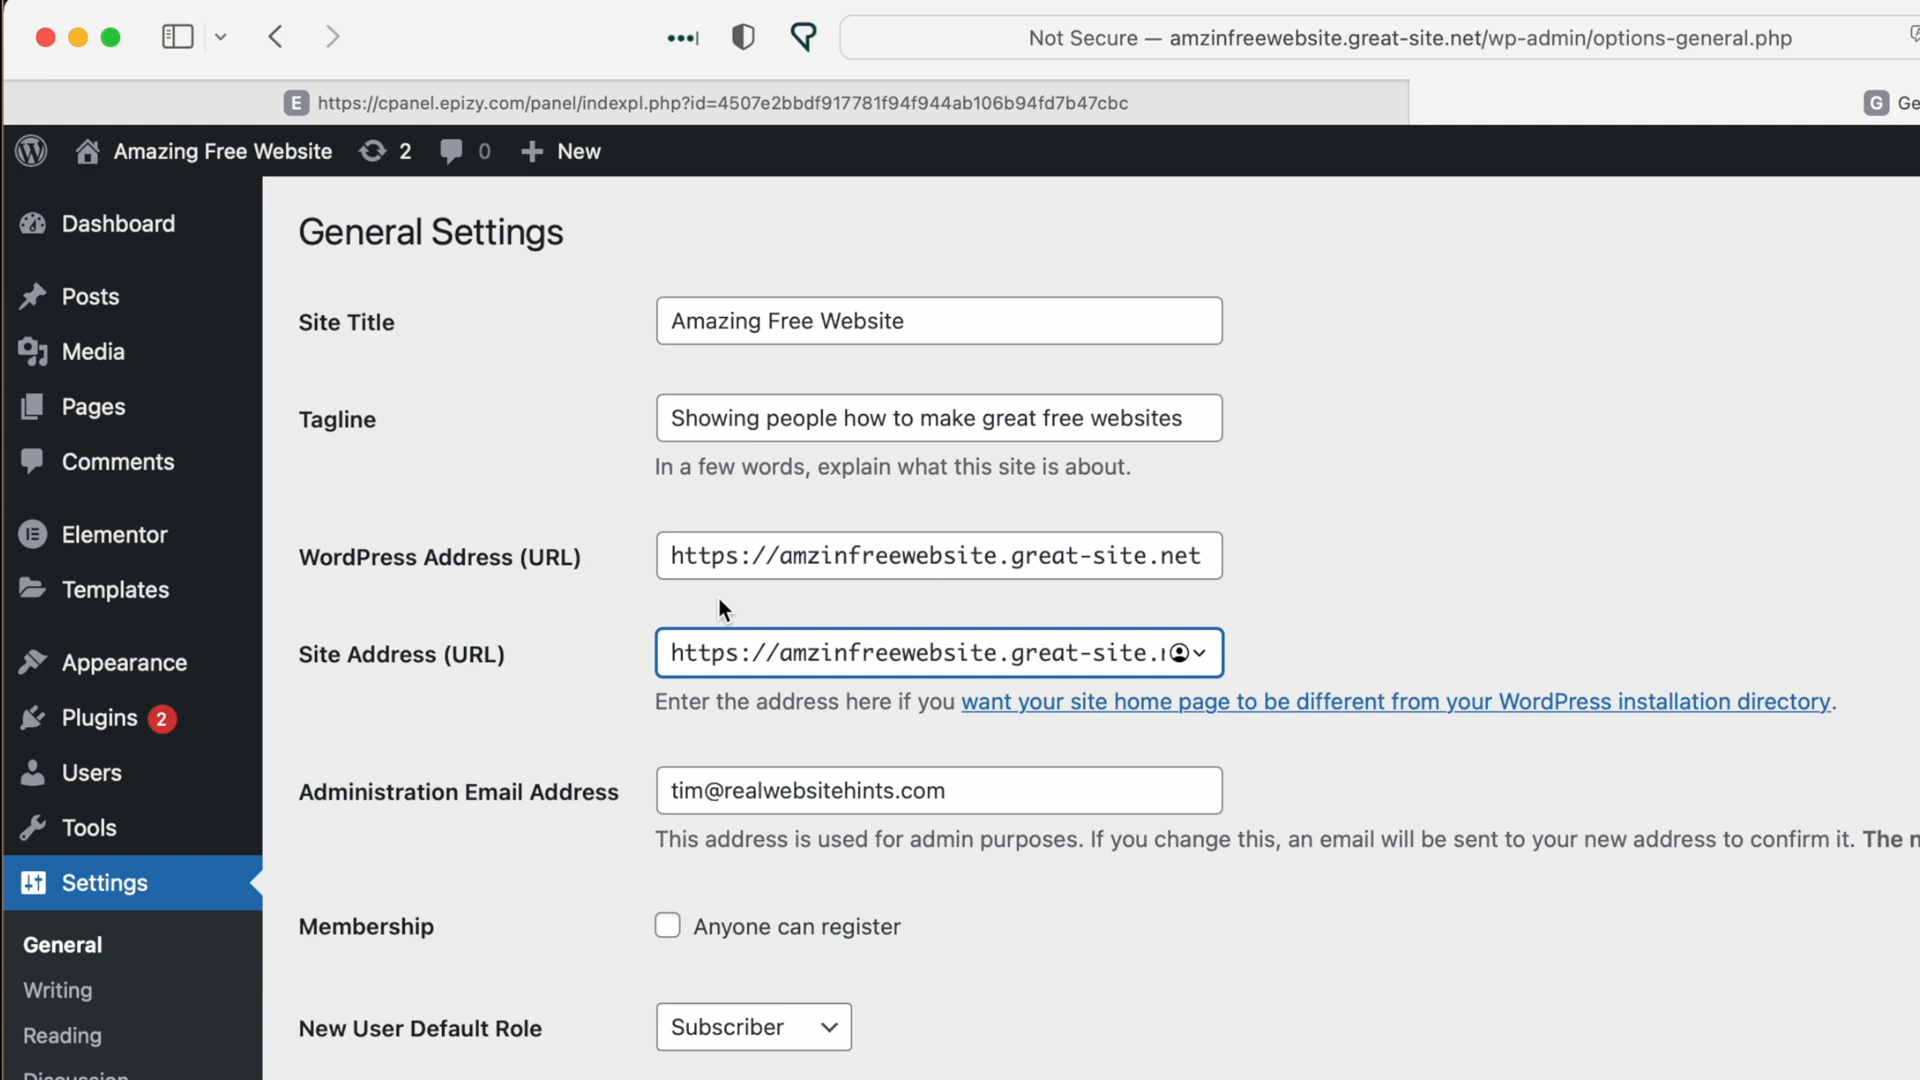 Not Secure — amzinfreewebsite.great-site.net/wp-admin/options-general.php
E https://cpanel.epizy.com/panel/indexpl.php?id=4507e2bbdf917781f94f944ab106b94fd7b47cbc
G Ge
Amazing Free Website 2 0 New
Dashboard
Posts
Media
Pages
Comments
Elementor
Templates
Appearance
Plugins 2
Users
Tools
Settings
General
Writing
Reading
Discussion
General Settings
Site Title Amazing Free Website
Tagline Showing people how to make great free websites
In a few words, explain what this site is about.
WordPress Address (URL) https://amzinfreewebsite.great-site.net
Site Address (URL) https://amzinfreewebsite.great-site.
Enter the address here if you want your site home page to be different from your WordPress installation directory.
Administration Email Address tim@realwebsitehints.com
This address is used for admin purposes. If you change this, an email will be sent to your new address to confirm it. The
Membership Anyone can register
New User Default Role Subscriber